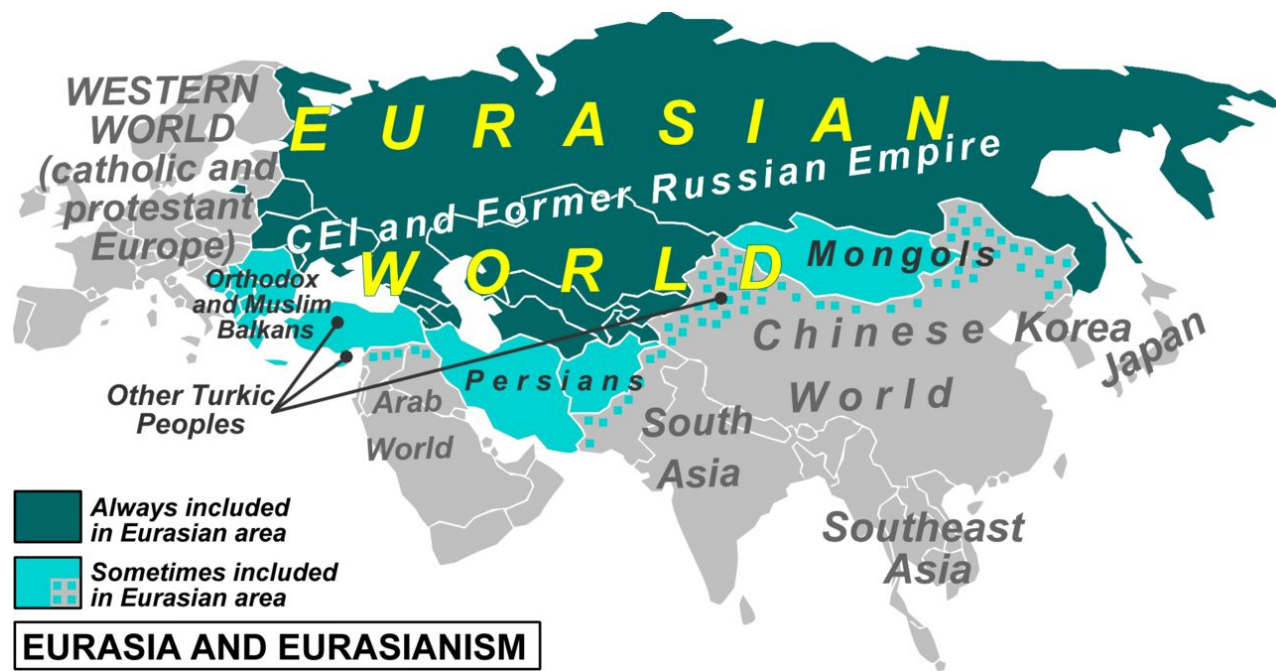 WESTERN
WORLD
(catholic and
protestant
Europe)
EURASIAN
CEI and Former Russian Empire
WORLD
Orthodox
and Muslim
Balkans
Mongols
Other Turkic
Peoples
Persians
Arab
World
Chinese
World
Korea
Japan
South
Asia
Southeast
Asia
Always included
in Eurasian area
Sometimes included
in Eurasian area
EURASIA AND EURASIANISM